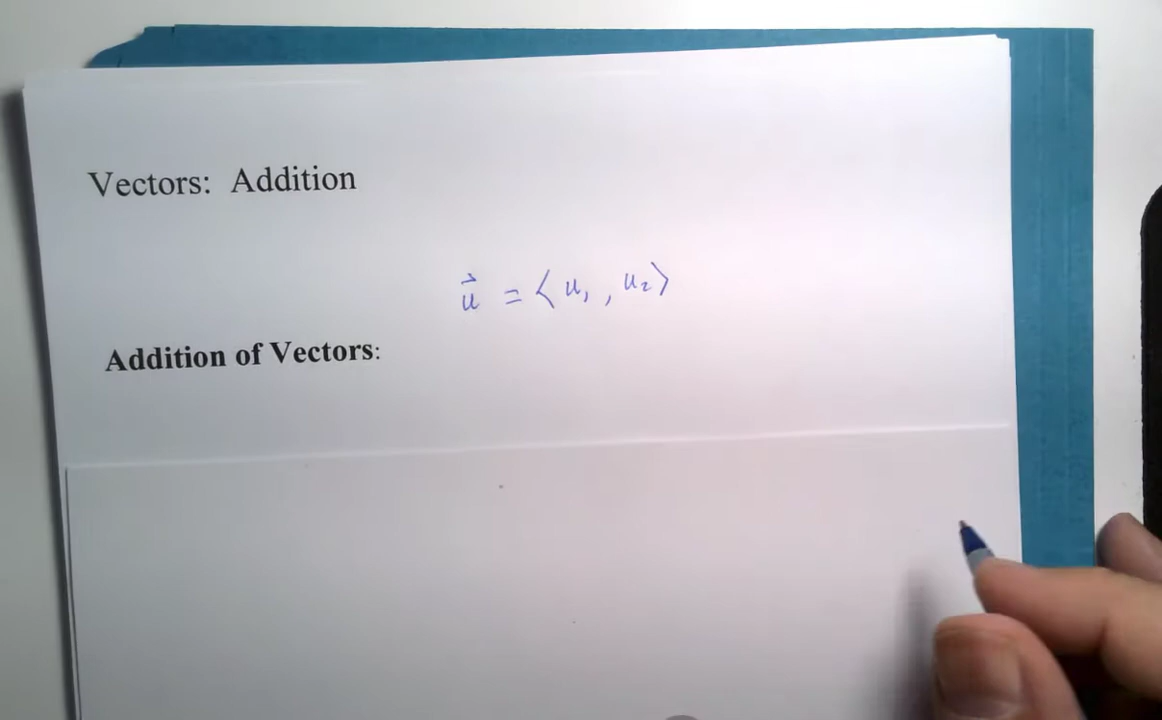 Vectors: Addition
u⃗ = ⟨u₁, u₂⟩
Addition of Vectors: